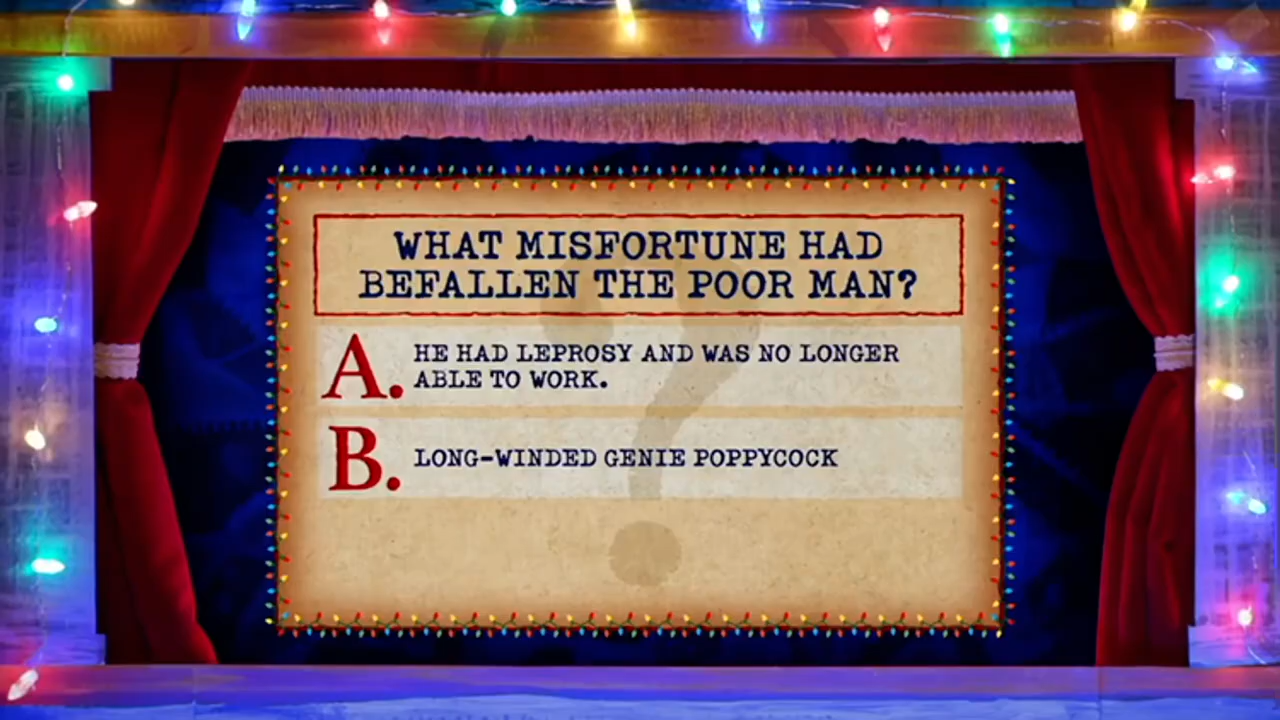 WHAT MISFORTUNE HAD
BEFALLEN THE POOR MAN?
A. HE HAD LEPROSY AND WAS NO LONGER
ABLE TO WORK.
B. LONG-WINDED GENIE POPPYCOCK